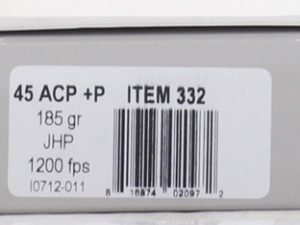 45 ACP +P ITEM 332
185 gr
JHP
1200 fps
I0712-011
8 16874 02097 2